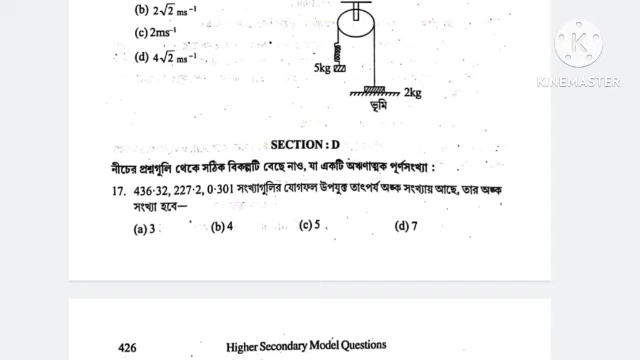 (b) 2√2 ms⁻¹
(c) 2ms⁻¹
(d) 4√2 ms⁻¹
5kg
2kg
ভূমি
K
KINEMASTER
SECTION : D
নীচের প্রশ্নগুলি থেকে সঠিক বিকল্পটি বেছে নাও, যা একটি অঋণাত্মক পূর্ণসংখ্যা :
17. 436·32, 227·2, 0·301 সংখ্যাগুলির যোগফল উপযুক্ত তাৎপর্য অঙ্ক সংখ্যায় আছে, তার অঙ্ক
সংখ্যা হবে—
(a) 3 (b) 4 (c) 5 (d) 7
426 Higher Secondary Model Questions